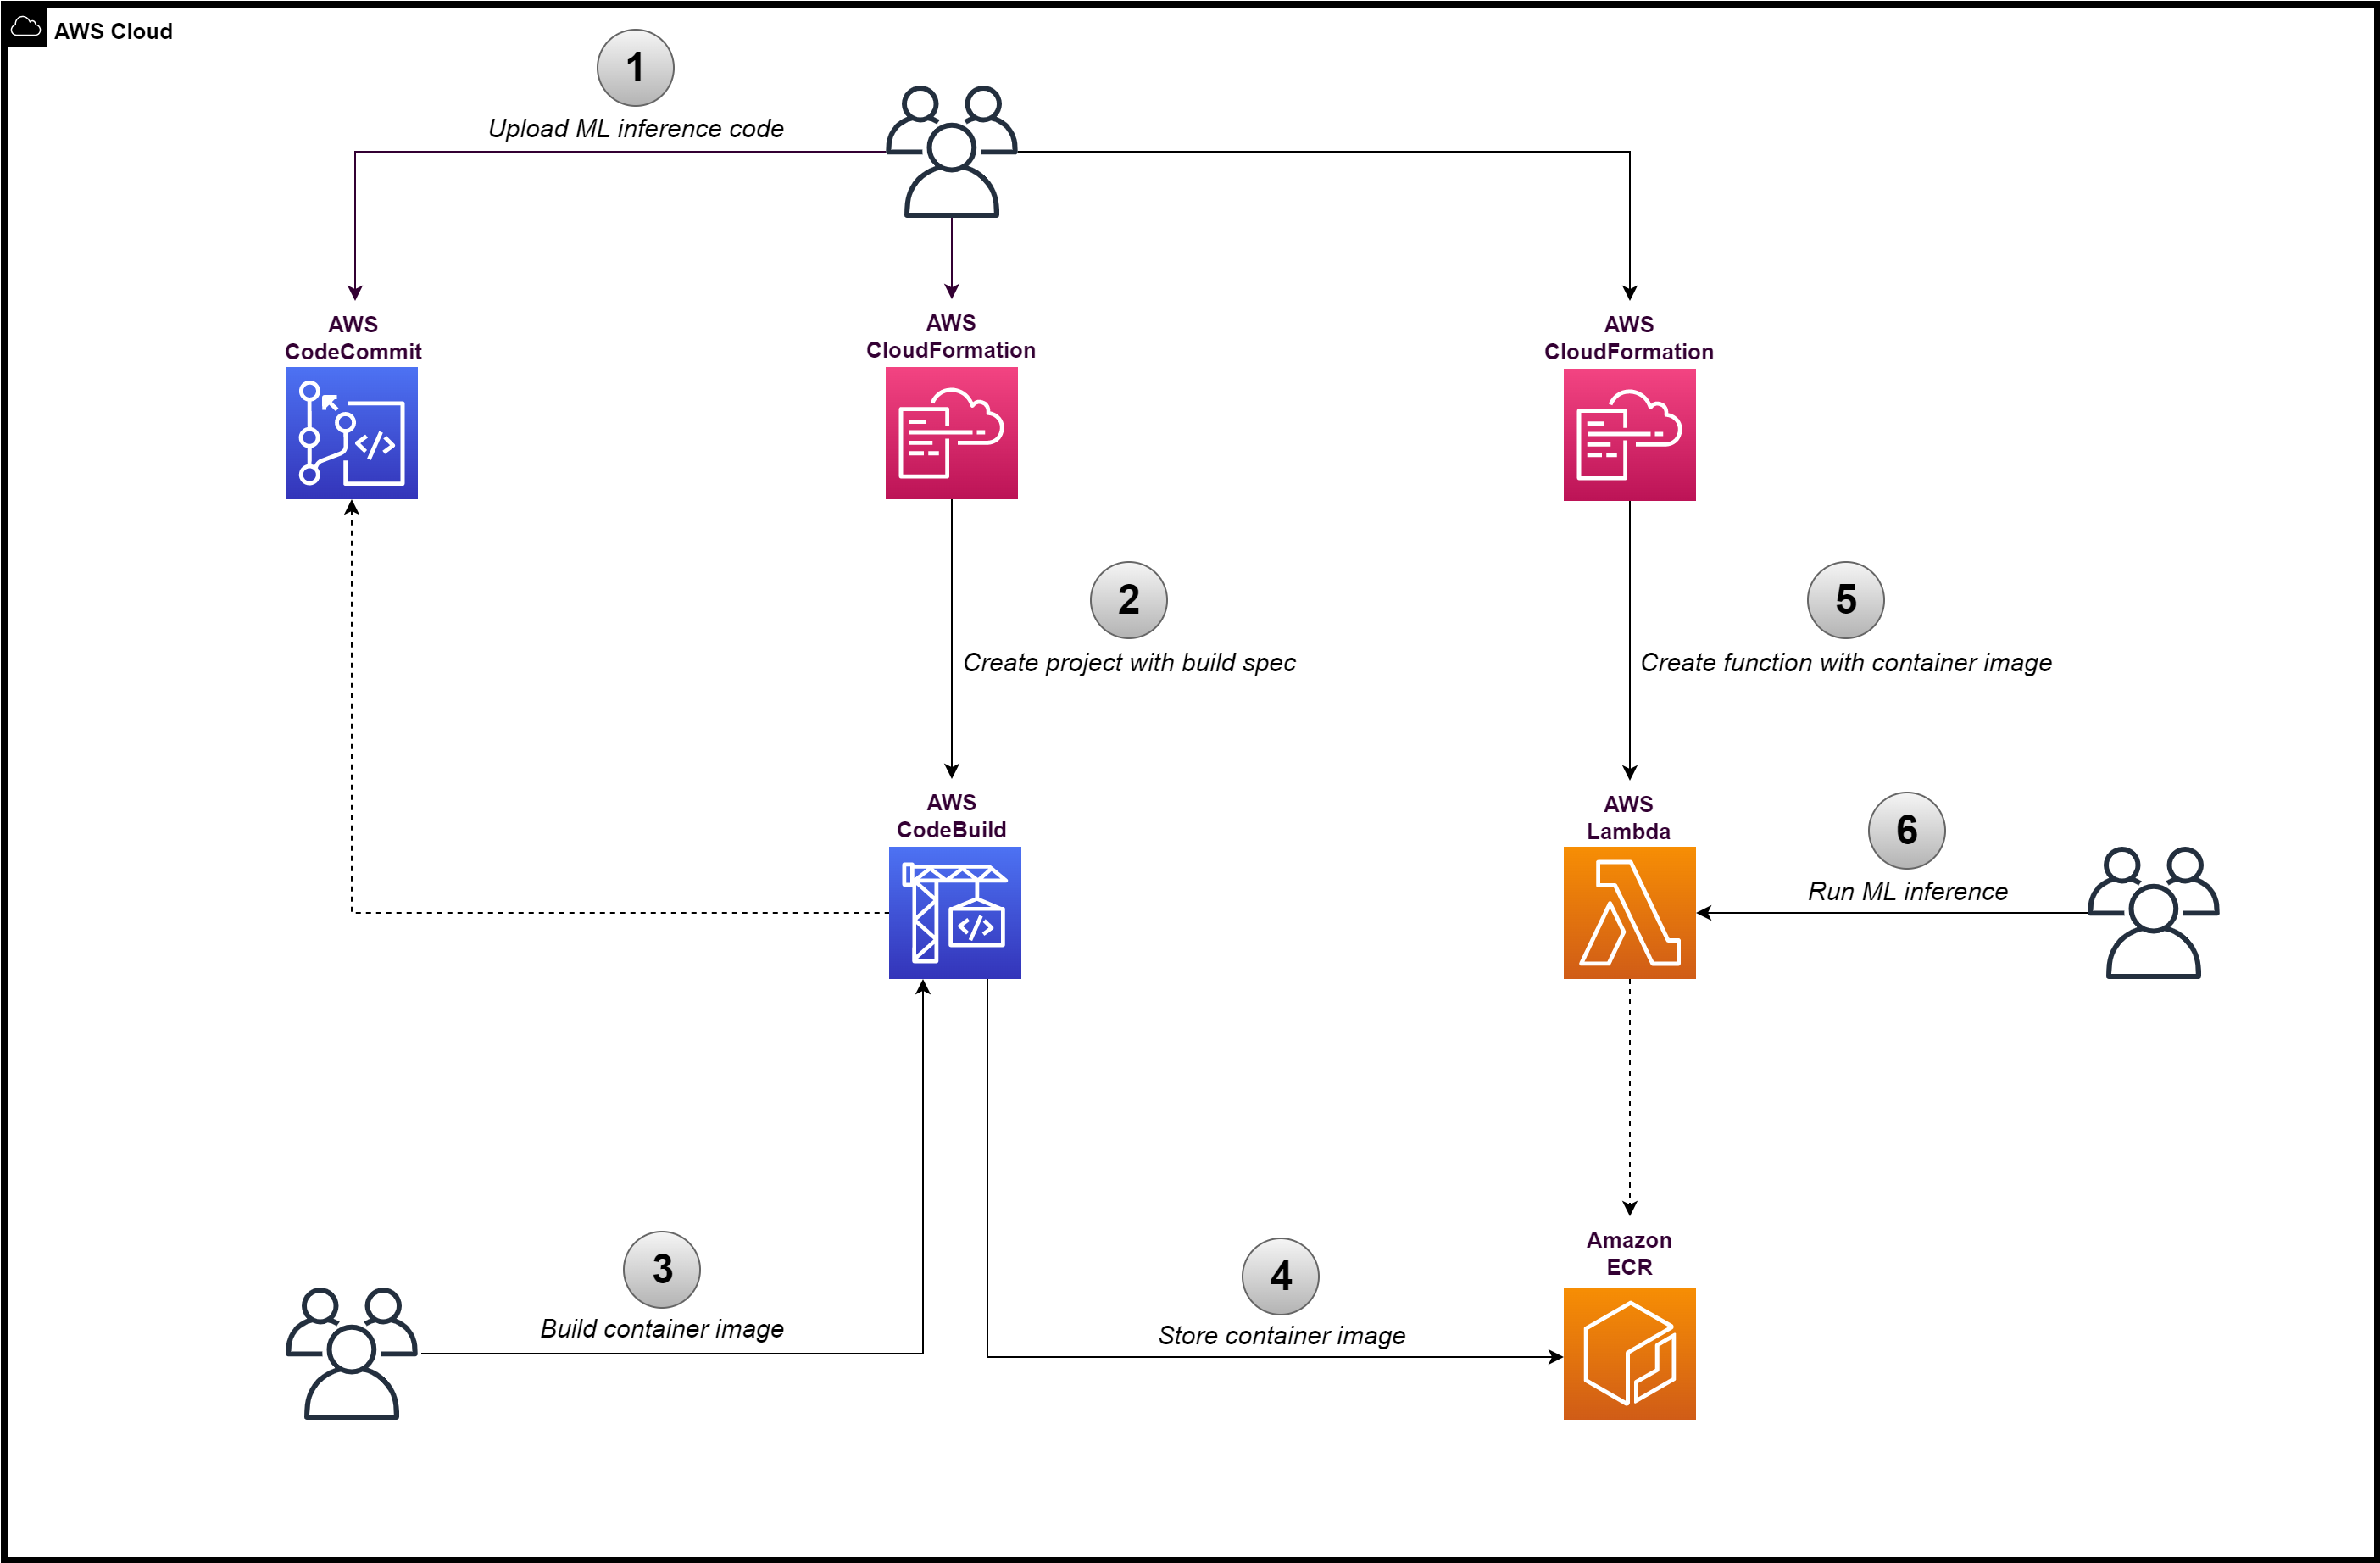 AWS Cloud
1
Upload ML inference code
AWS
CodeCommit
AWS
CloudFormation
AWS
CloudFormation
2
Create project with build spec
5
Create function with container image
AWS
CodeBuild
AWS
Lambda
6
Run ML inference
3
Build container image
4
Store container image
Amazon
ECR